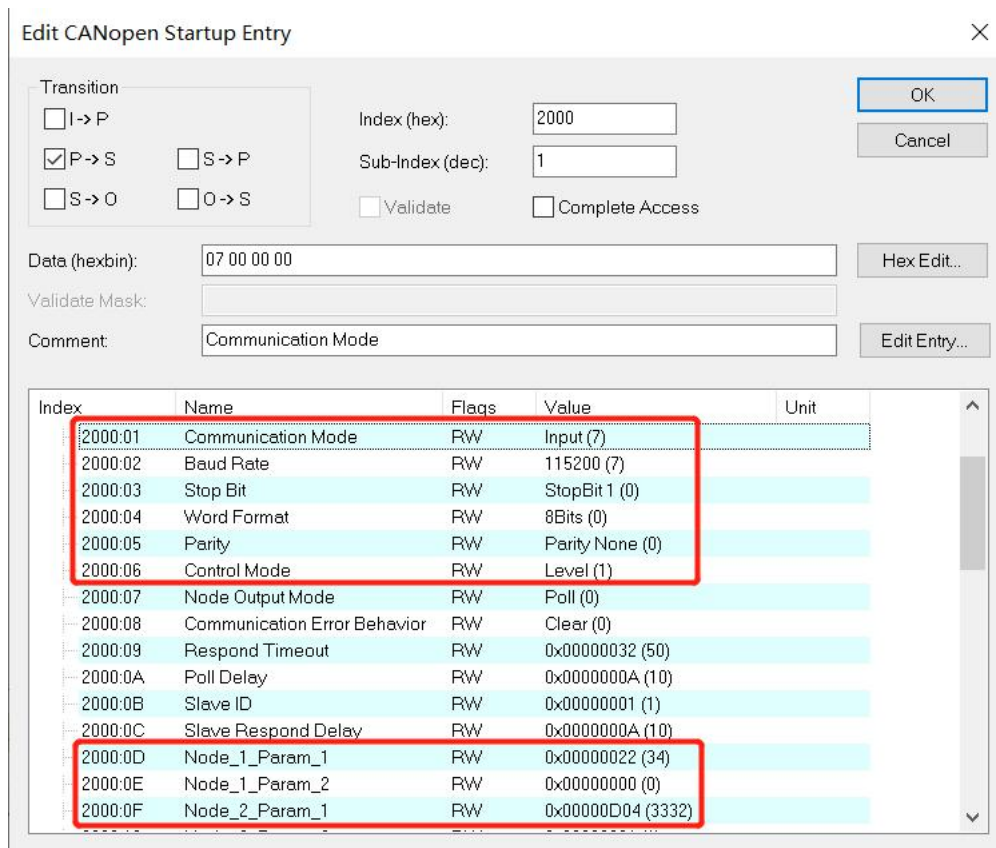 Edit CANopen Startup Entry
Transition
I -> P
P -> S
S -> P
S -> O
O -> S
Index (hex): 2000
Sub-Index (dec): 1
Validate
Complete Access
OK
Cancel
Data (hexbin): 07 00 00 00
Hex Edit...
Validate Mask:
Comment: Communication Mode
Edit Entry...
Index Name Flags Value Unit
2000:01 Communication Mode RW Input (7)
2000:02 Baud Rate RW 115200 (7)
2000:03 Stop Bit RW StopBit 1 (0)
2000:04 Word Format RW 8Bits (0)
2000:05 Parity RW Parity None (0)
2000:06 Control Mode RW Level (1)
2000:07 Node Output Mode RW Poll (0)
2000:08 Communication Error Behavior RW Clear (0)
2000:09 Respond Timeout RW 0x00000032 (50)
2000:0A Poll Delay RW 0x0000000A (10)
2000:0B Slave ID RW 0x00000001 (1)
2000:0C Slave Respond Delay RW 0x0000000A (10)
2000:0D Node_1_Param_1 RW 0x00000022 (34)
2000:0E Node_1_Param_2 RW 0x00000000 (0)
2000:0F Node_2_Param_1 RW 0x00000D04 (3332)